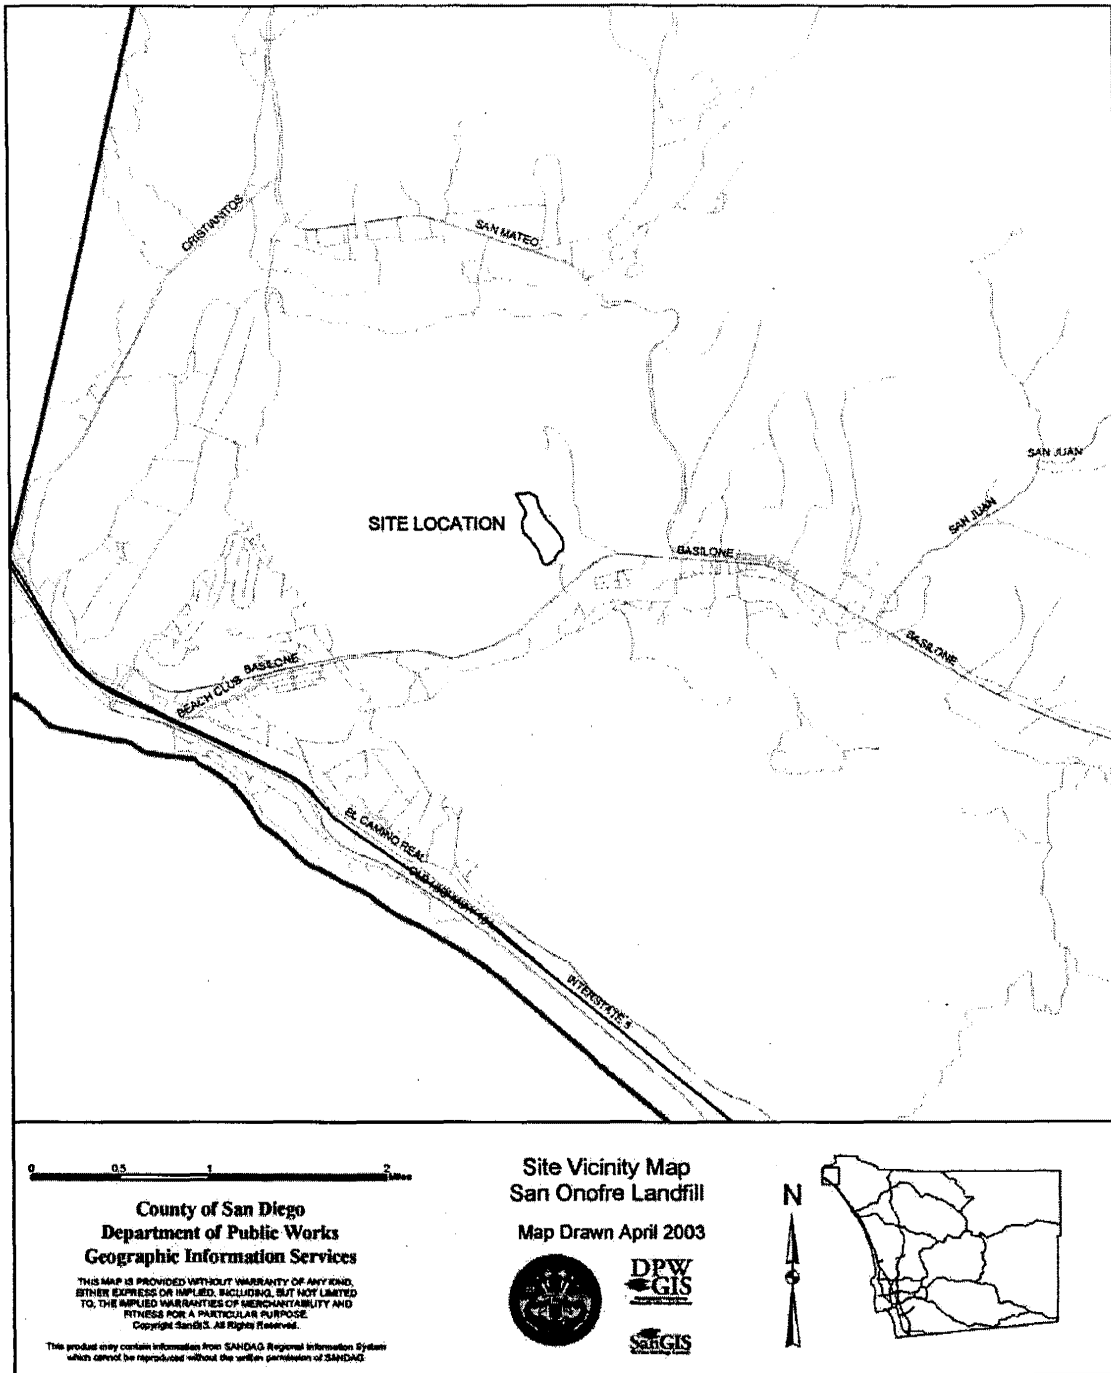 CRISTIANITOS
SAN MATEO
SAN JUAN
SAN JUAN
SITE LOCATION
BASILONE
BASILONE
BASILONE
BEACH CLUB
EL CAMINO REAL
OLD HIGHWAY 101
INTERSTATE 5
0 0.5 1 2
Miles
County of San Diego
Department of Public Works
Geographic Information Services
THIS MAP IS PROVIDED WITHOUT WARRANTY OF ANY KIND,
EITHER EXPRESS OR IMPLIED, INCLUDING, BUT NOT LIMITED
TO, THE IMPLIED WARRANTIES OF MERCHANTABILITY AND
FITNESS FOR A PARTICULAR PURPOSE.
Copyright SanGIS. All Rights Reserved.
This product may contain information from SANDAG Regional Information System
which cannot be reproduced without the written permission of SANDAG.
Site Vicinity Map
San Onofre Landfill
Map Drawn April 2003
DPW
GIS
SanGIS
N